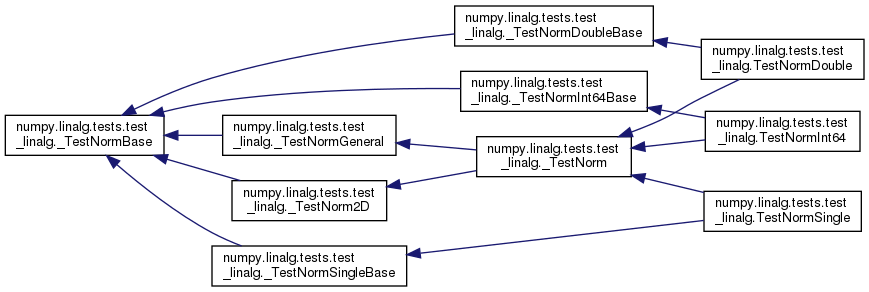 numpy.linalg.tests.test
_linalg._TestNormBase
numpy.linalg.tests.test
_linalg._TestNormDoubleBase
numpy.linalg.tests.test
_linalg._TestNormInt64Base
numpy.linalg.tests.test
_linalg._TestNormGeneral
numpy.linalg.tests.test
_linalg._TestNorm2D
numpy.linalg.tests.test
_linalg._TestNormSingleBase
numpy.linalg.tests.test
_linalg._TestNorm
numpy.linalg.tests.test
_linalg.TestNormDouble
numpy.linalg.tests.test
_linalg.TestNormInt64
numpy.linalg.tests.test
_linalg.TestNormSingle